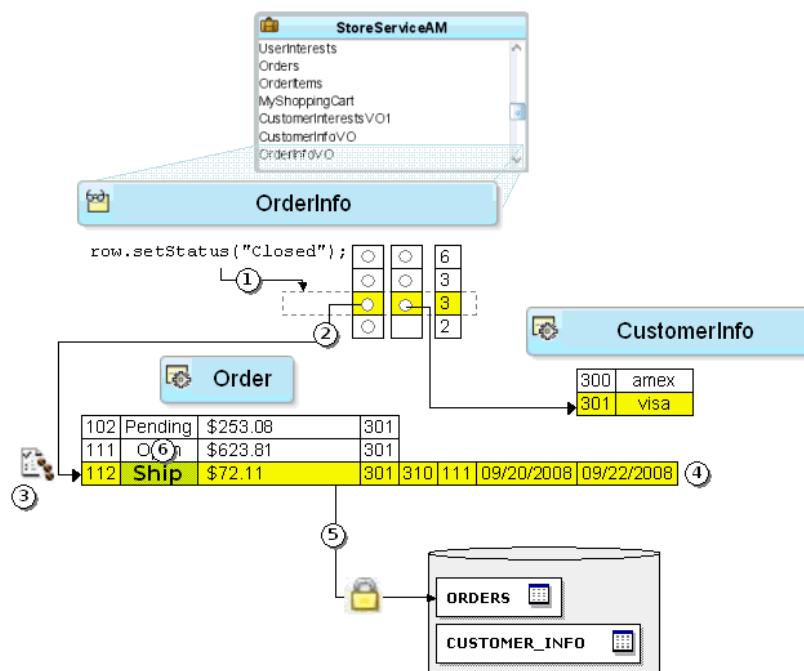 StoreServiceAM
UserInterests
Orders
OrderItems
MyShoppingCart
CustomerInterestsVO1
CustomerInfoVO
OrderInfoVO
OrderInfo
row.setStatus("Closed");
6
1
3
3
2
2
CustomerInfo
300 amex
301 visa
Order
102 Pending $253.08 301
111 6 $623.81 301
112 Ship $72.11 301 310 111 09/20/2008 09/22/2008 4
3
5
ORDERS
CUSTOMER_INFO